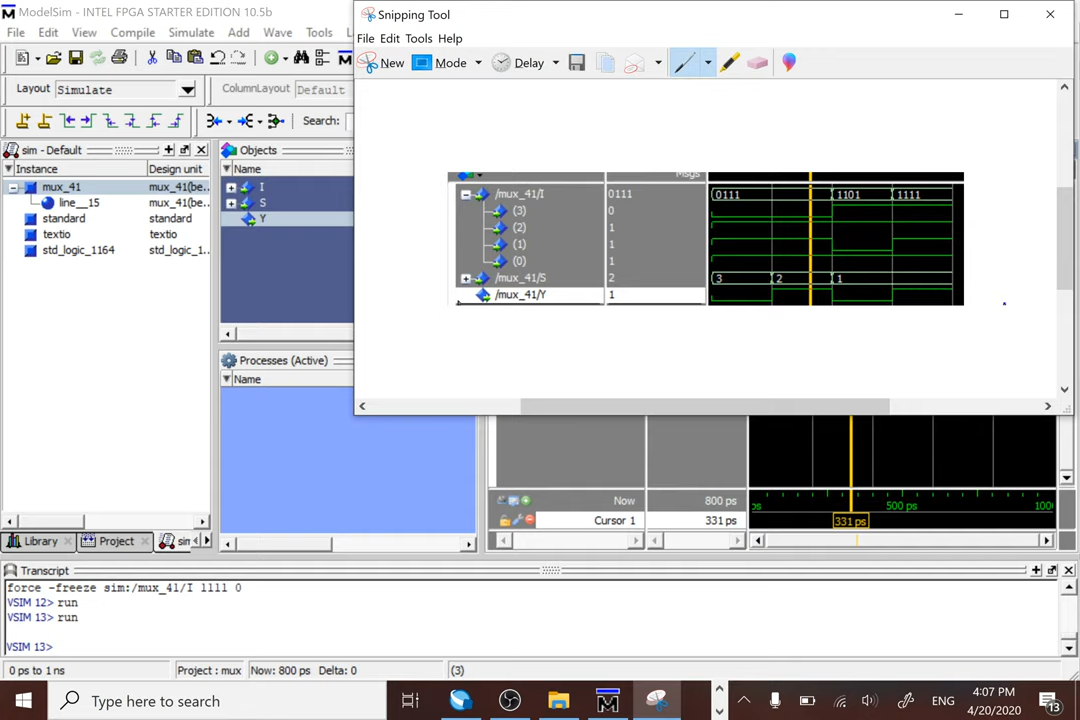 ModelSim - INTEL FPGA STARTER EDITION 10.5b
File Edit View Compile Simulate Add Wave Tools
Layout Simulate
ColumnLayout Default
Search:
sim - Default
Instance Design unit
mux_41 mux_41(be..
line__15 mux_41(be..
standard standard
textio textio
std_logic_1164 std_logic_1...
Objects
Name
I
S
Y
Processes (Active)
Name
Snipping Tool
File Edit Tools Help
New Mode Delay
Msgs
/mux_41/I 0111 0111 1101 1111
(3) 0
(2) 1
(1) 1
(0) 1
/mux_41/S 2 3 2 1
/mux_41/Y 1
Now 800 ps ps 500 ps 1000
Cursor 1 331 ps 331 ps
Library Project sim
Transcript
force -freeze sim:/mux_41/I 1111 0
VSIM 12> run
VSIM 13> run
VSIM 13>
0 ps to 1 ns Project : mux Now: 800 ps Delta: 0 (3)
Type here to search
ENG
4:07 PM
4/20/2020
13